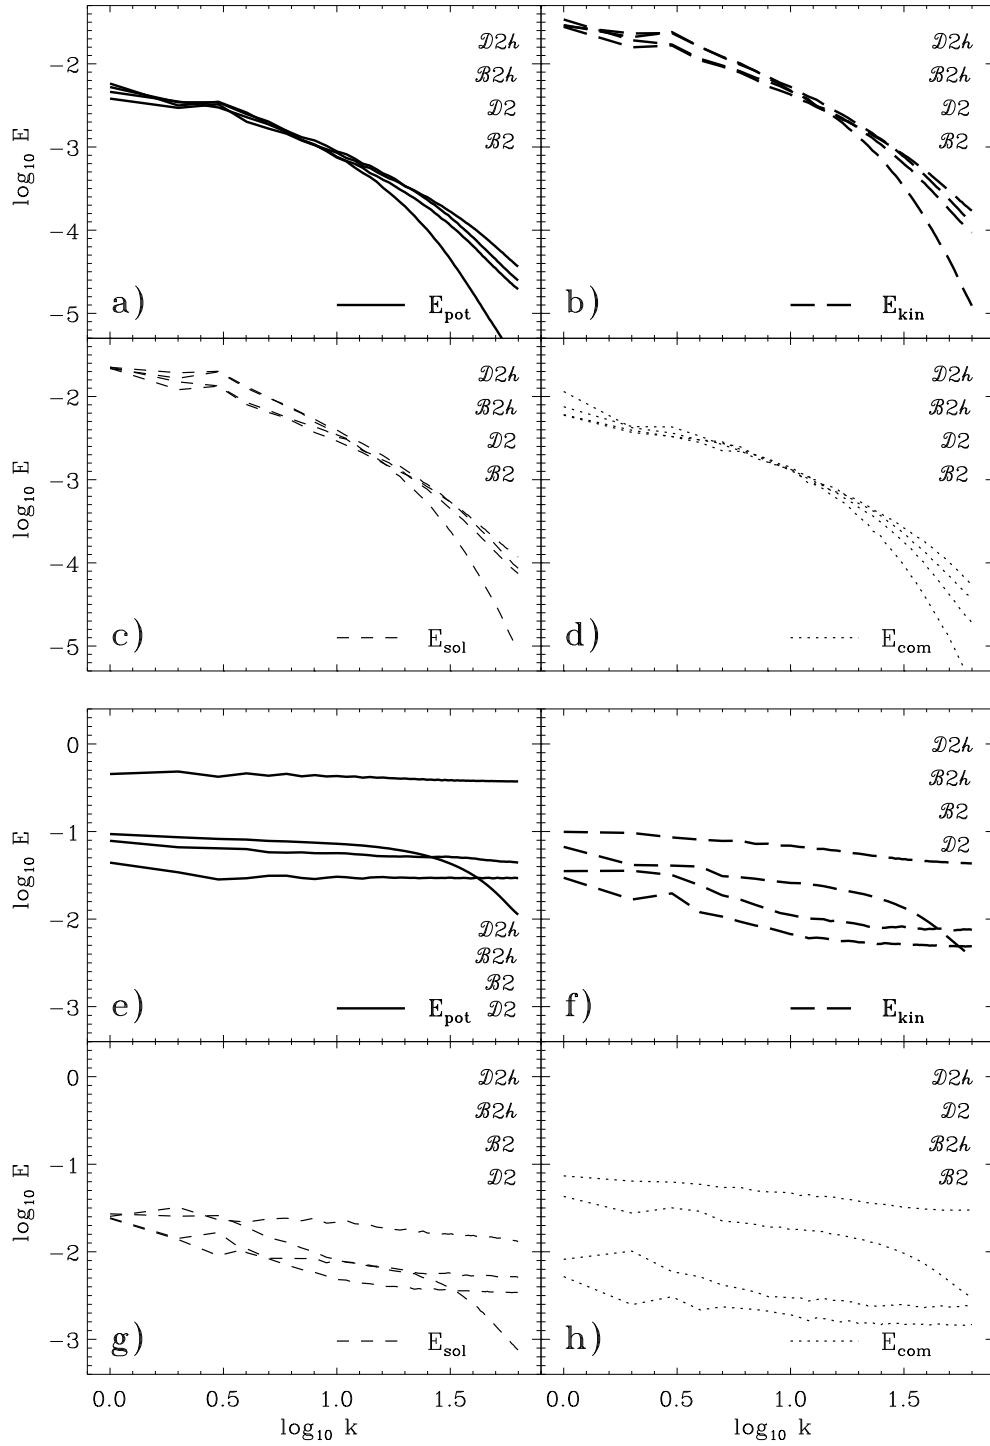 𝒟2h
ℬ2h
𝒟2
ℬ2
−2
−3
−4
−5
log₁₀ E
a)
E_pot
𝒟2h
ℬ2h
𝒟2
ℬ2
b)
E_kin
𝒟2h
ℬ2h
𝒟2
ℬ2
−2
−3
−4
−5
log₁₀ E
c)
E_sol
𝒟2h
ℬ2h
𝒟2
ℬ2
d)
E_com
0
−1
−2
−3
log₁₀ E
𝒟2h
ℬ2h
ℬ2
𝒟2
e)
E_pot
𝒟2h
ℬ2h
ℬ2
𝒟2
f)
E_kin
0
−1
−2
−3
log₁₀ E
𝒟2h
ℬ2h
ℬ2
𝒟2
g)
E_sol
0.0 0.5 1.0 1.5
log₁₀ k
𝒟2h
𝒟2
ℬ2h
ℬ2
h)
E_com
0.0 0.5 1.0 1.5
log₁₀ k